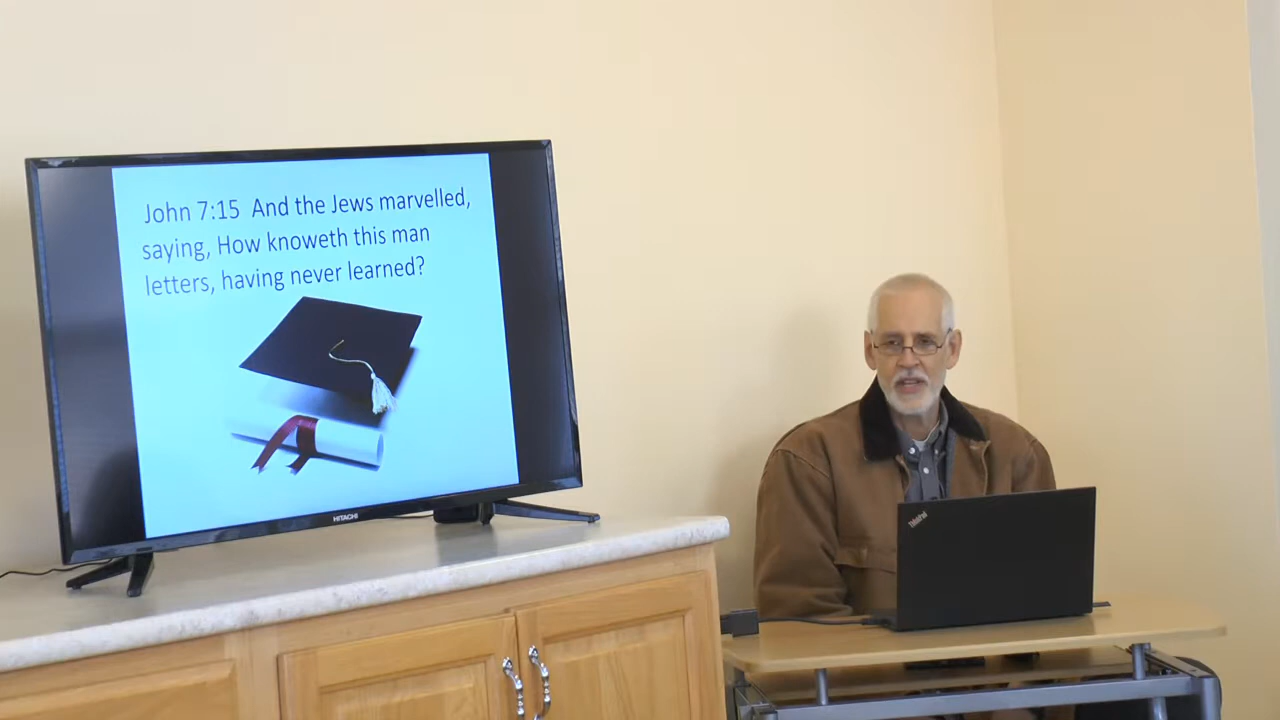 John 7:15 And the Jews marvelled,
saying, How knoweth this man
letters, having never learned?
HITACHI
ThinkPad